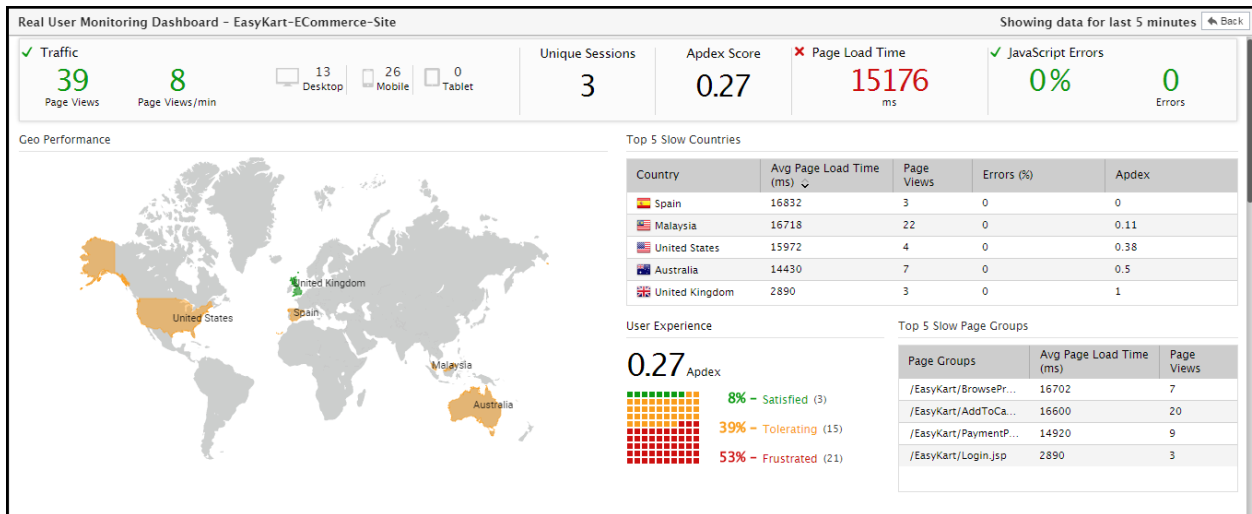 Real User Monitoring Dashboard - EasyKart-ECommerce-Site
Showing data for last 5 minutes
Back
Traffic
39
Page Views
8
Page Views/min
13
Desktop
26
Mobile
0
Tablet
Unique Sessions
3
Apdex Score
0.27
Page Load Time
15176
ms
JavaScript Errors
0%
0
Errors
Geo Performance
United Kingdom
United States
Spain
Malaysia
Australia
Top 5 Slow Countries
Country Avg Page Load Time (ms) Page Views Errors (%) Apdex
Spain 16832 3 0 0
Malaysia 16718 22 0 0.11
United States 15972 4 0 0.38
Australia 14430 7 0 0.5
United Kingdom 2890 3 0 1
User Experience
0.27 Apdex
8% - Satisfied (3)
39% - Tolerating (15)
53% - Frustrated (21)
Top 5 Slow Page Groups
Page Groups Avg Page Load Time (ms) Page Views
/EasyKart/BrowsePr... 16702 7
/EasyKart/AddToCa... 16600 20
/EasyKart/PaymentP... 14920 9
/EasyKart/Login.jsp 2890 3